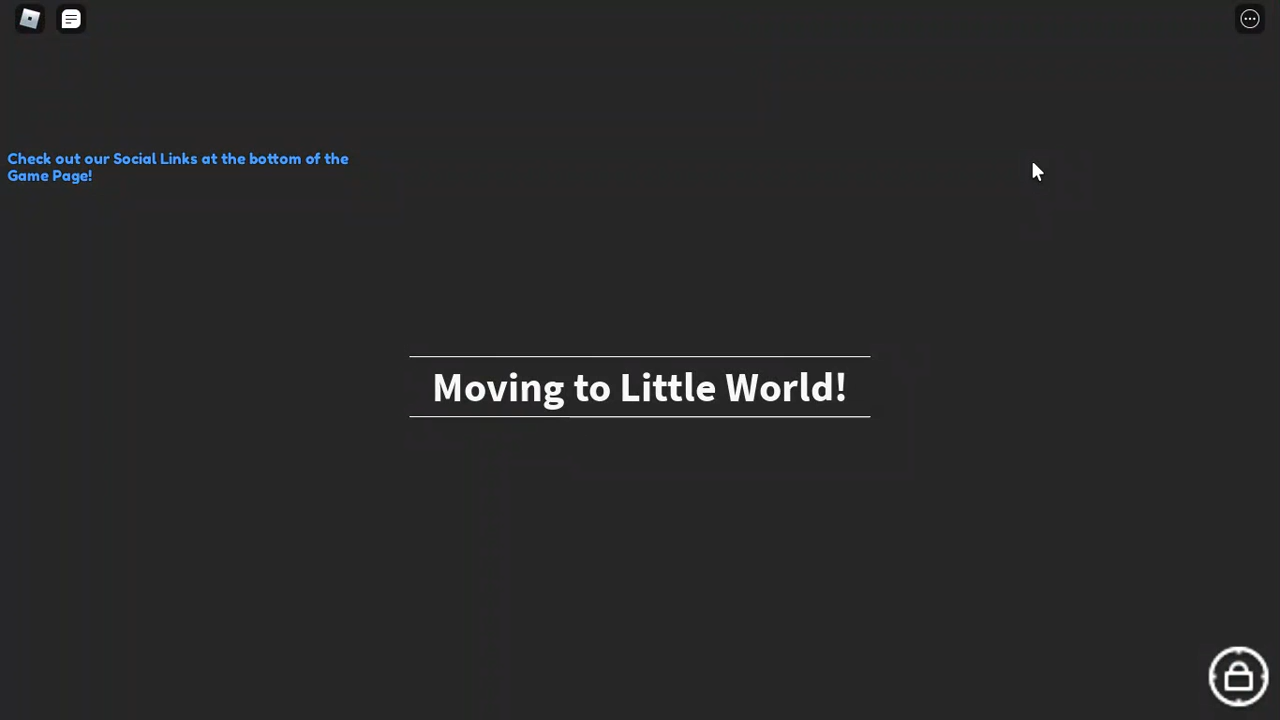 Check out our Social Links at the bottom of the
Game Page!
Moving to Little World!